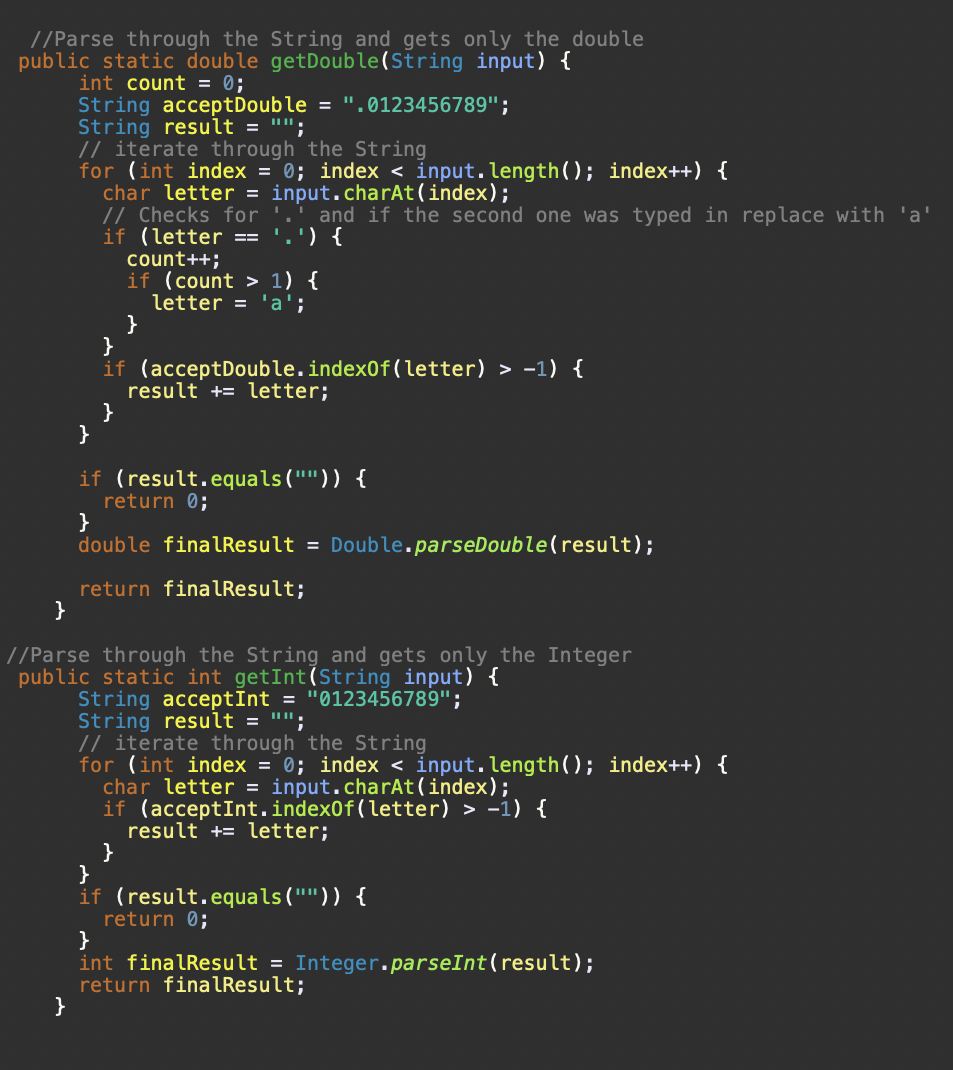 //Parse through the String and gets only the double
public static double getDouble(String input) {
int count = 0;
String acceptDouble = ".0123456789";
String result = "";
// iterate through the String
for (int index = 0; index < input.length(); index++) {
char letter = input.charAt(index);
// Checks for '.' and if the second one was typed in replace with 'a'
if (letter == '.') {
count++;
if (count > 1) {
letter = 'a';
}
}
if (acceptDouble.indexOf(letter) > -1) {
result += letter;
}
}
if (result.equals("")) {
return 0;
}
double finalResult = Double.parseDouble(result);
return finalResult;
}
//Parse through the String and gets only the Integer
public static int getInt(String input) {
String acceptInt = "0123456789";
String result = "";
// iterate through the String
for (int index = 0; index < input.length(); index++) {
char letter = input.charAt(index);
if (acceptInt.indexOf(letter) > -1) {
result += letter;
}
}
if (result.equals("")) {
return 0;
}
int finalResult = Integer.parseInt(result);
return finalResult;
}